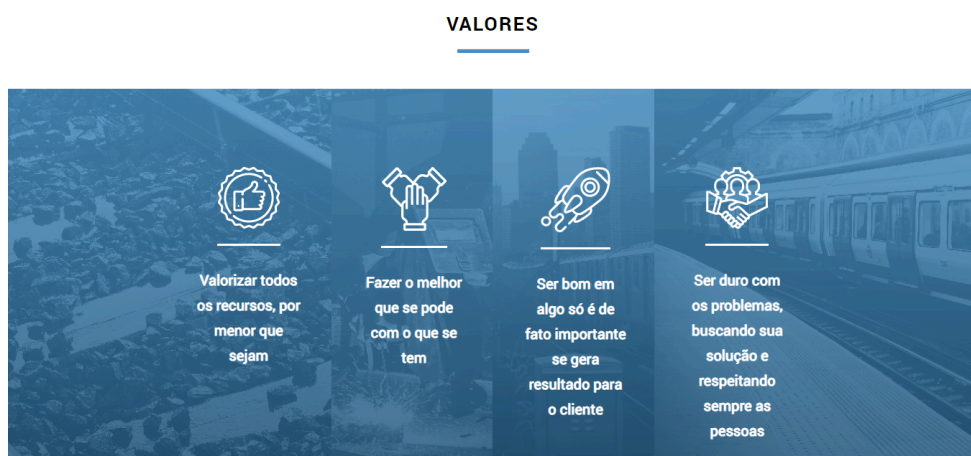 VALORES
Valorizar todos
os recursos, por
menor que
sejam
Fazer o melhor
que se pode
com o que se
tem
Ser bom em
algo só é de
fato importante
se gera
resultado para
o cliente
Ser duro com
os problemas,
buscando sua
solução e
respeitando
sempre as
pessoas